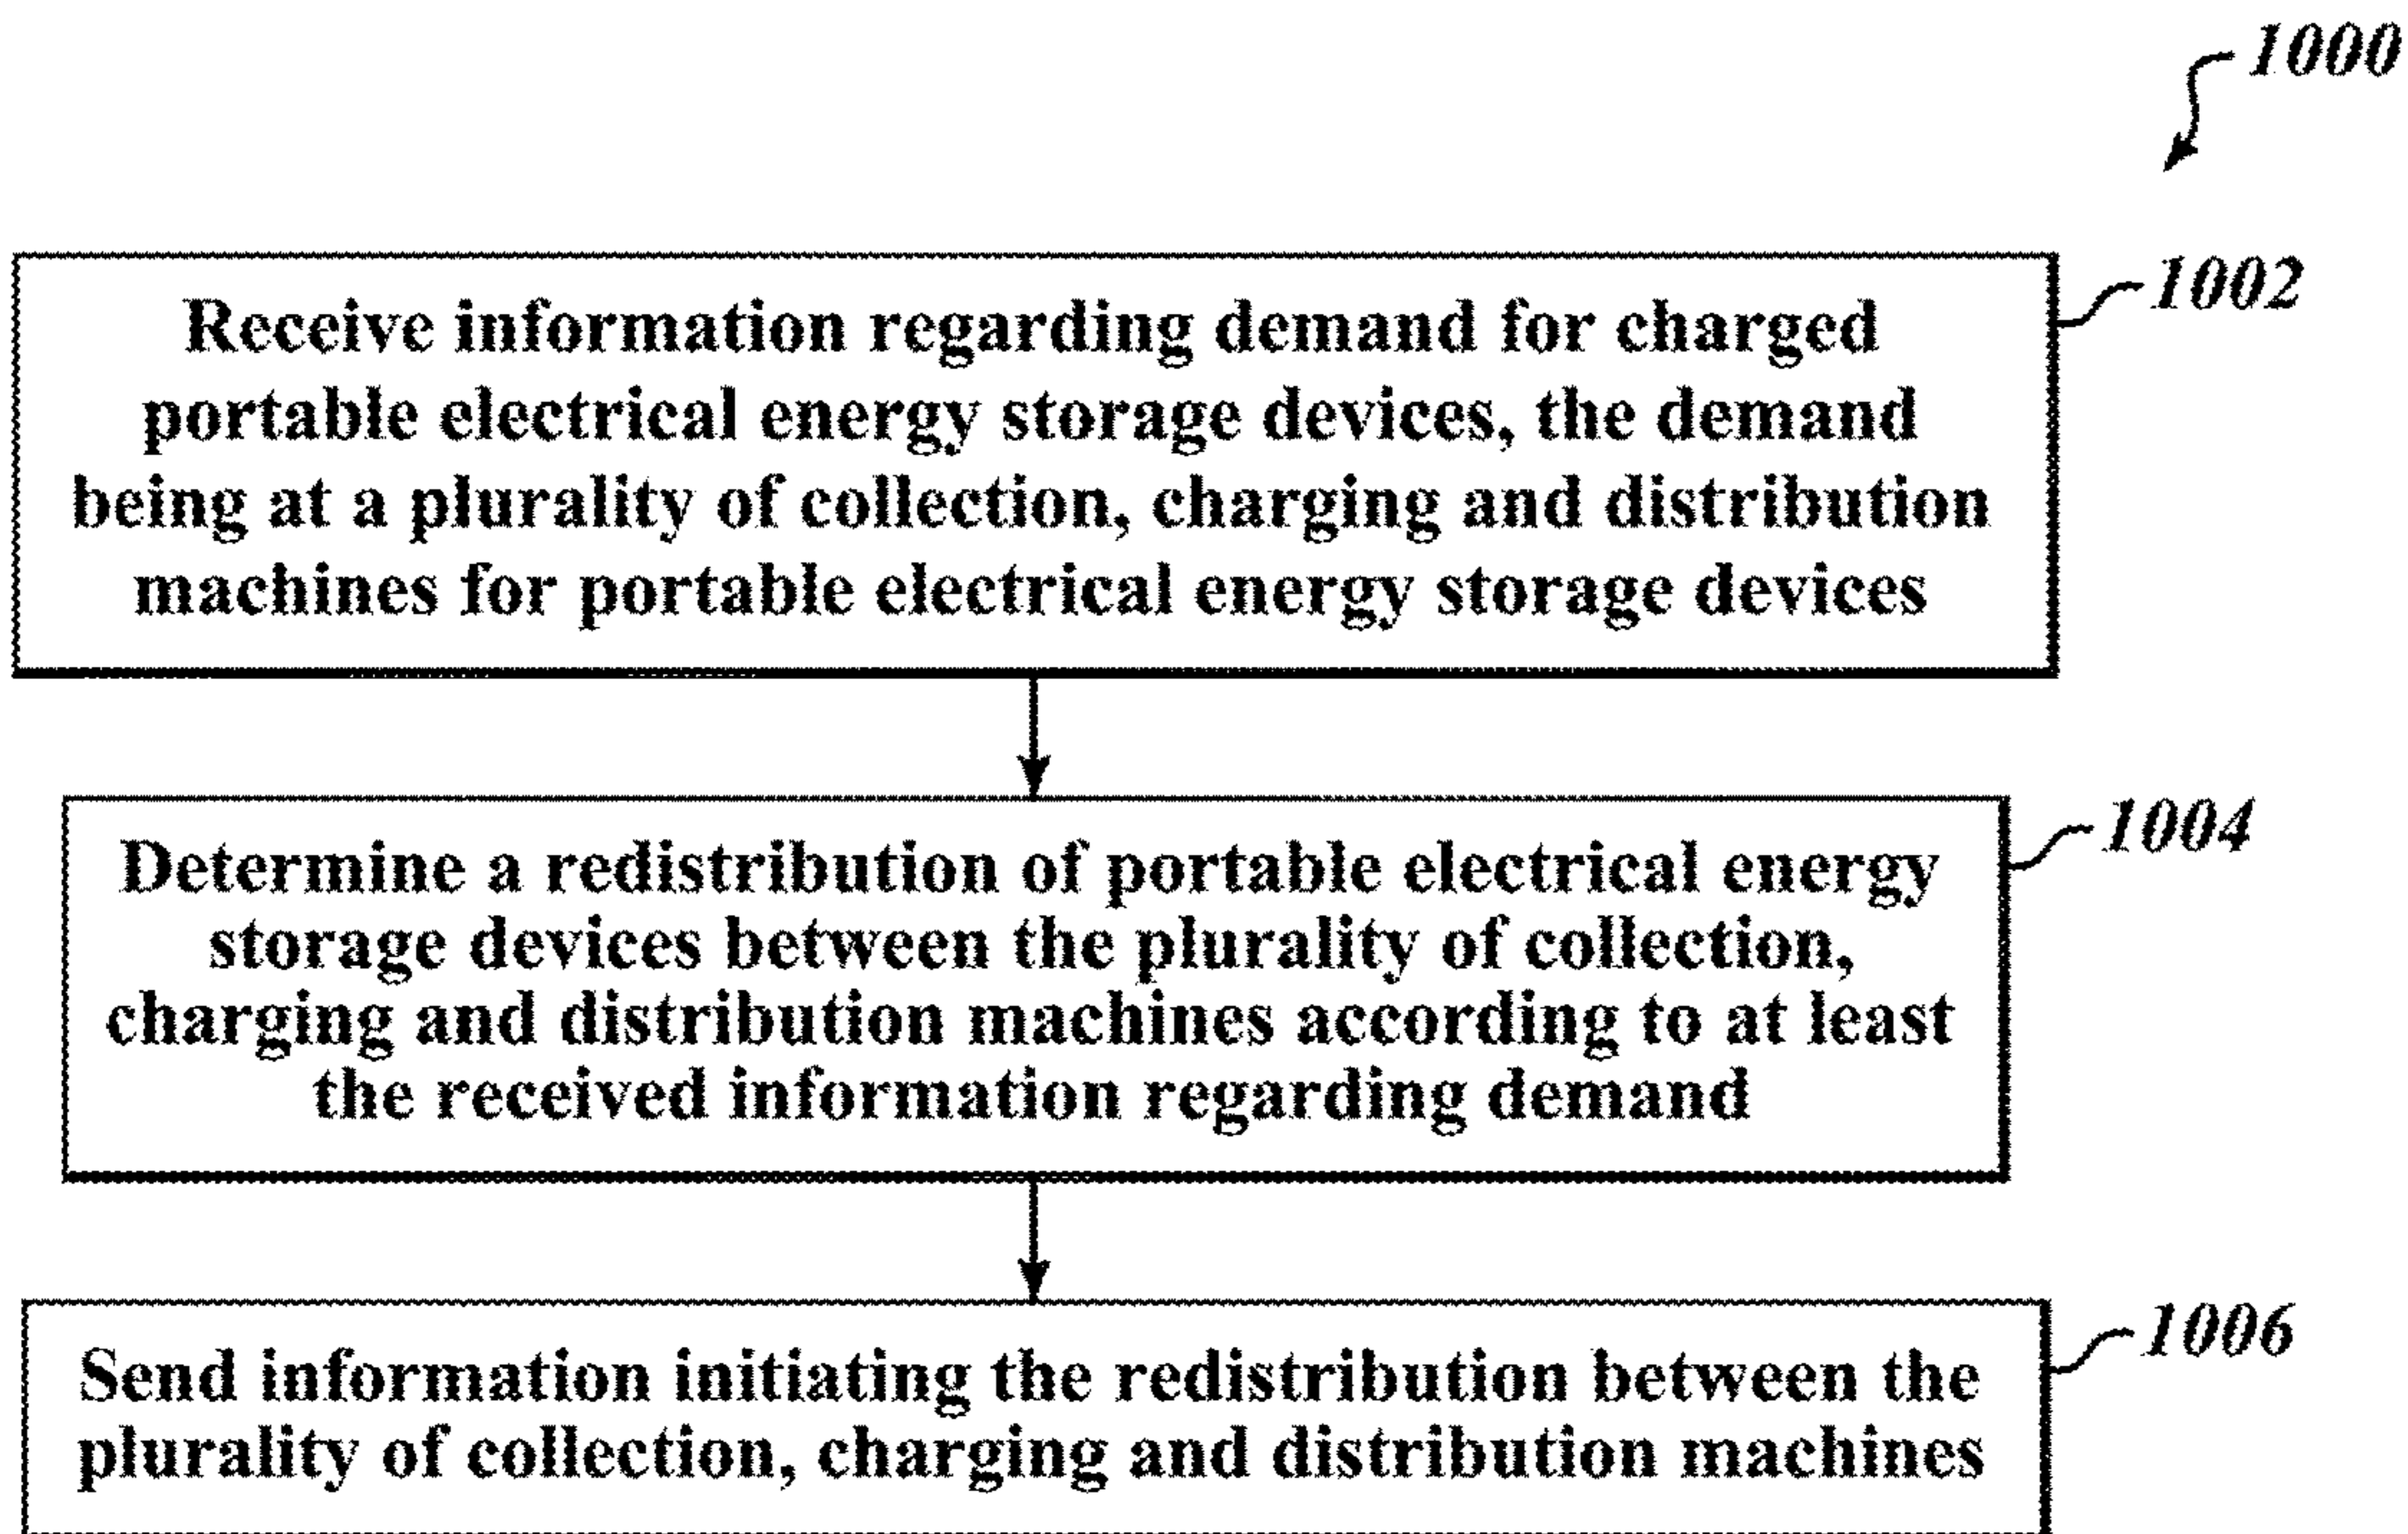 1000
1002
Receive information regarding demand for charged
portable electrical energy storage devices, the demand
being at a plurality of collection, charging and distribution
machines for portable electrical energy storage devices
1004
Determine a redistribution of portable electrical energy
storage devices between the plurality of collection,
charging and distribution machines according to at least
the received information regarding demand
1006
Send information initiating the redistribution between the
plurality of collection, charging and distribution machines